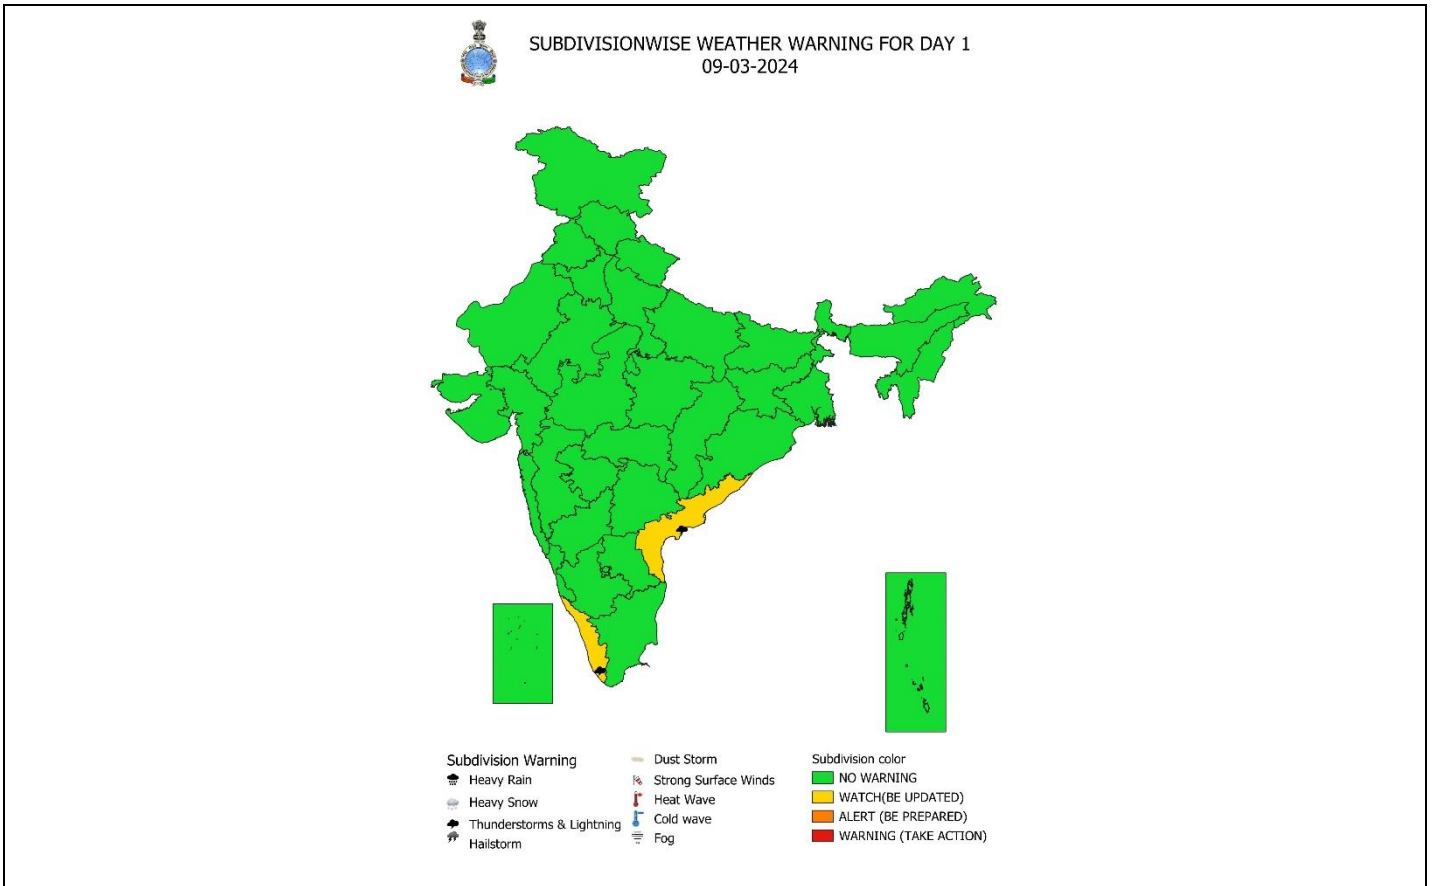 SUBDIVISIONWISE WEATHER WARNING FOR DAY 1
09-03-2024
Subdivision Warning
Heavy Rain
Heavy Snow
Thunderstorms & Lightning
Hailstorm
Dust Storm
Strong Surface Winds
Heat Wave
Cold wave
Fog
Subdivision color
NO WARNING
WATCH(BE UPDATED)
ALERT (BE PREPARED)
WARNING (TAKE ACTION)